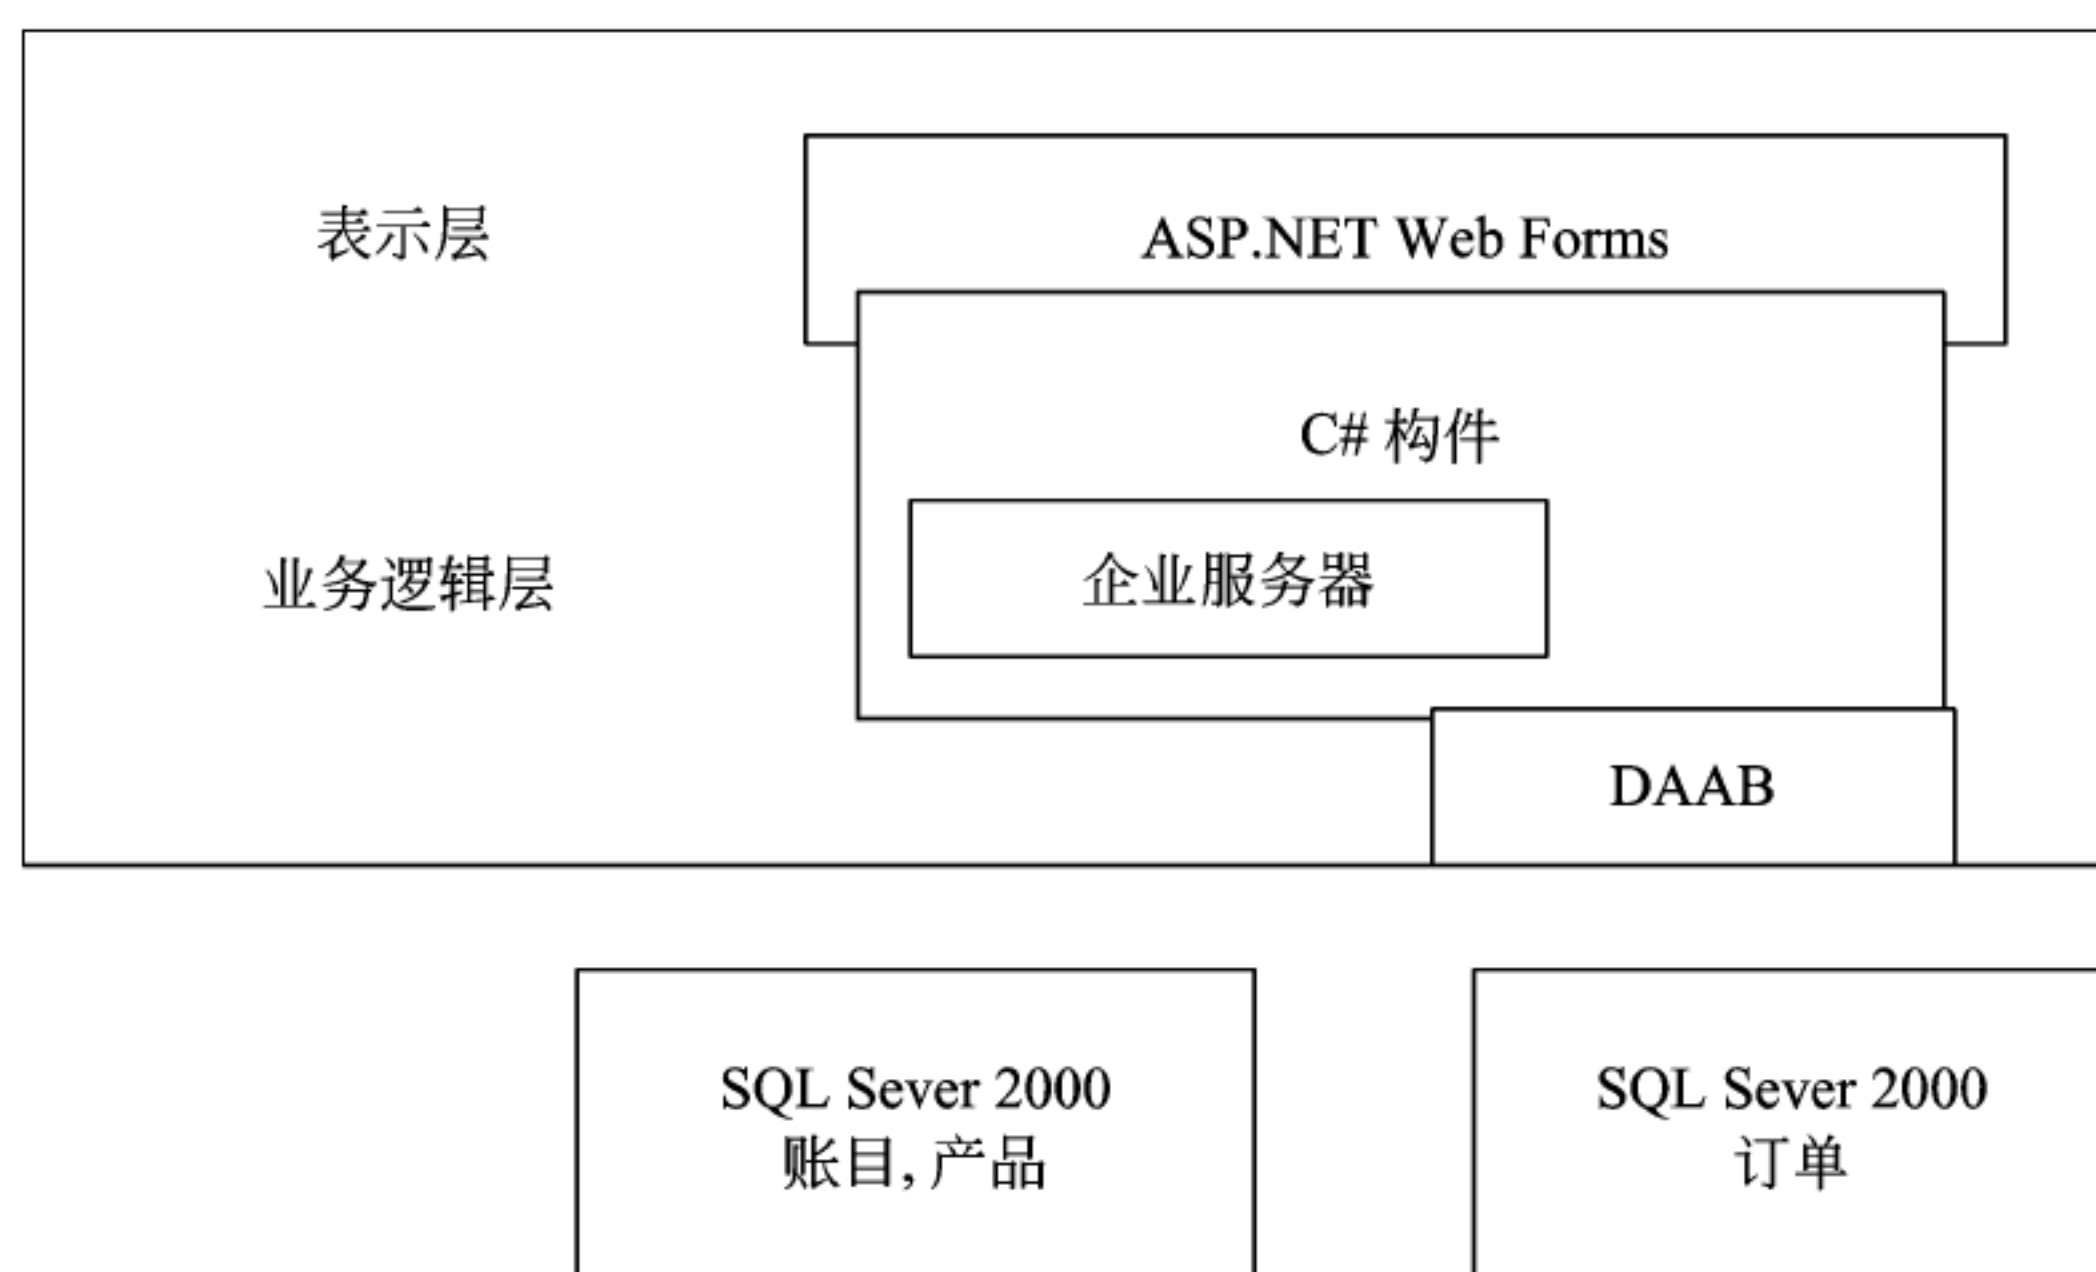 表示层
ASP.NET Web Forms
C# 构件
业务逻辑层
企业服务器
DAAB
SQL Sever 2000
账目, 产品
SQL Sever 2000
订单